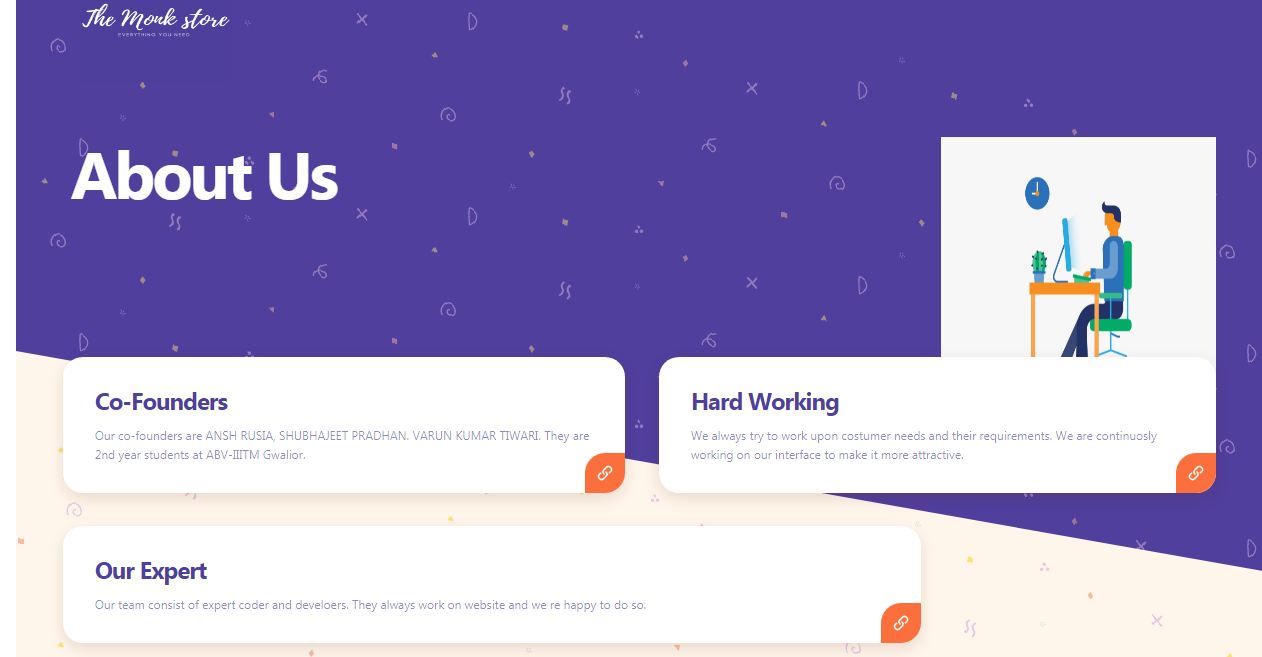 The Monk store
EVERYTHING YOU NEED
About Us
Co-Founders
Our co-founders are ANSH RUSIA, SHUBHAJEET PRADHAN. VARUN KUMAR TIWARI. They are
2nd year students at ABV-IIITM Gwalior.
Hard Working
We always try to work upon costumer needs and their requirements. We are continuosly
working on our interface to make it more attractive.
Our Expert
Our team consist of expert coder and develoers. They always work on website and we re happy to do so.